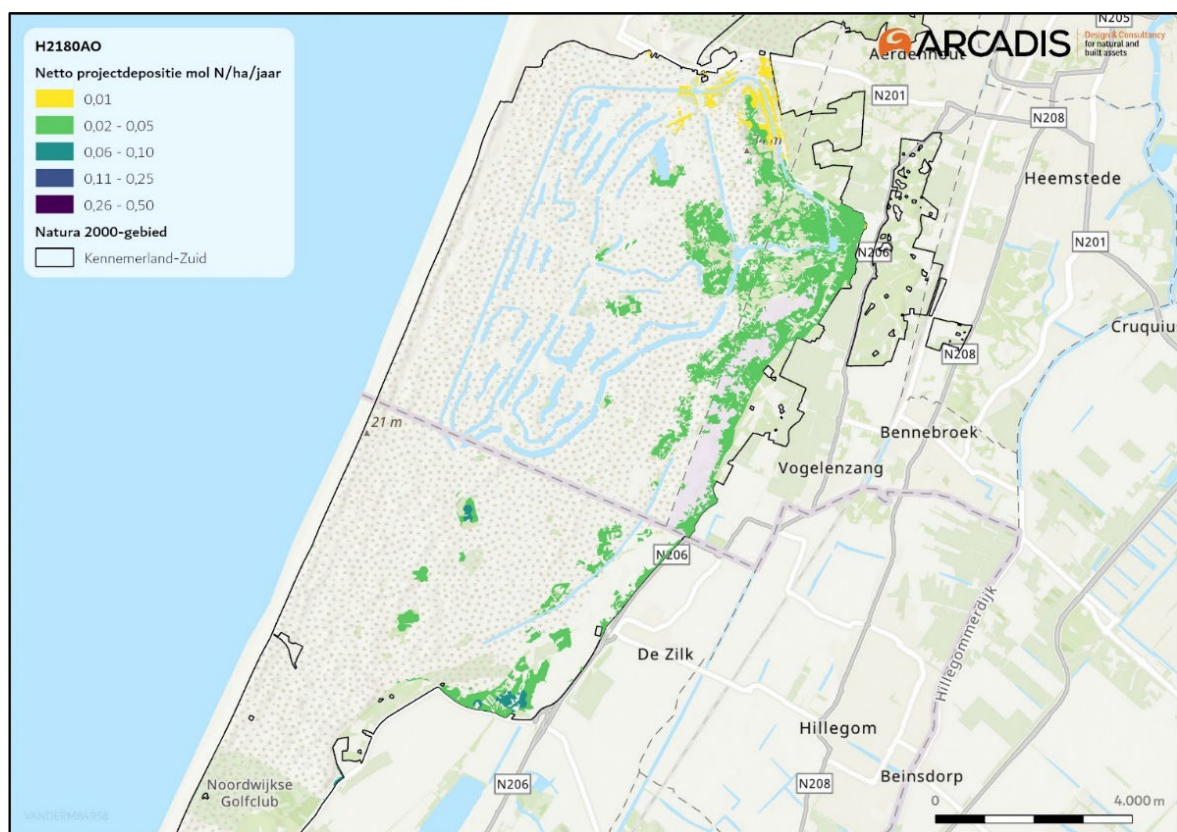 H2180AO
Netto projectdepositie mol N/ha/jaar
0,01
0,02 - 0,05
0,06 - 0,10
0,11 - 0,25
0,26 - 0,50
Natura 2000-gebied
Kennemerland-Zuid
N205
ARCADIS
Design & Consultancy
for natural and
built assets
Aerdenhout
N201
N208
Heemstede
N201
N206
Cruquius
N208
21 m
Bennebroek
Vogelenzang
N206
De Zilk
Hillegommerdijk
Hillegom
Beinsdorp
Noordwijkse
Golfclub
N206
N208
0
4.000 m
VANDERMB4958